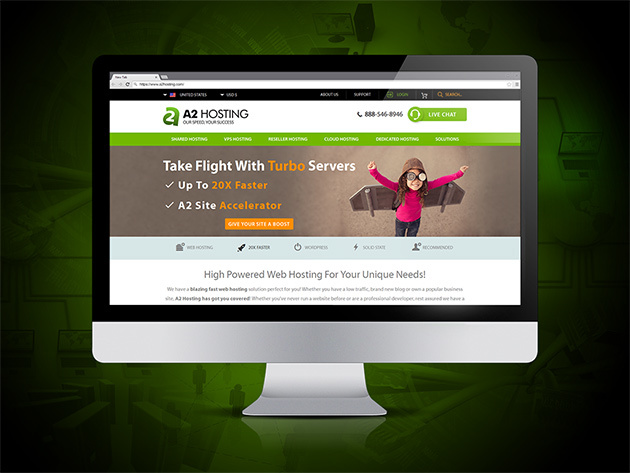 New Tab
https://www.a2hosting.com/
UNITED STATES USD $ ABOUT US SUPPORT LOGIN SEARCH...
A2 HOSTING
OUR SPEED, YOUR SUCCESS
888-546-8946 LIVE CHAT
SHARED HOSTING VPS HOSTING RESELLER HOSTING CLOUD HOSTING DEDICATED HOSTING SOLUTIONS
Take Flight With Turbo Servers
Up To 20X Faster
A2 Site Accelerator
GIVE YOUR SITE A BOOST
WEB HOSTING 20X FASTER WORDPRESS SOLID STATE RECOMMENDED
High Powered Web Hosting For Your Unique Needs!
We have a blazing fast web hosting solution perfect for you! Whether you have a low traffic, brand new blog or own a popular business
site, A2 Hosting has got you covered! Whether you've never run a website before or are a professional developer, rest assured we have a